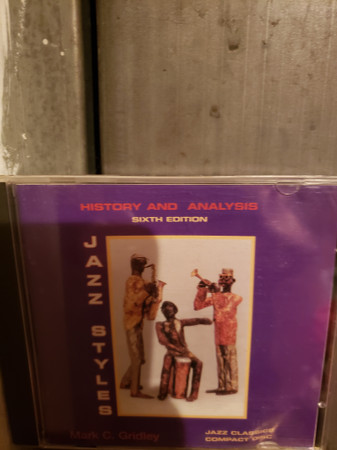 HISTORY AND ANALYSIS
SIXTH EDITION
JAZZ STYLES
Mark C. Gridley
JAZZ CLASSICS
COMPACT DISC